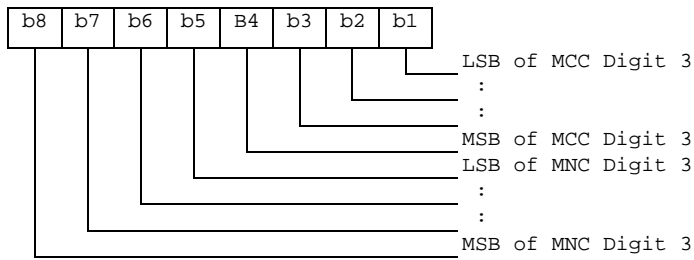 b8 b7 b6 b5 B4 b3 b2 b1
LSB of MCC Digit 3
:
:
MSB of MCC Digit 3
LSB of MNC Digit 3
:
:
MSB of MNC Digit 3